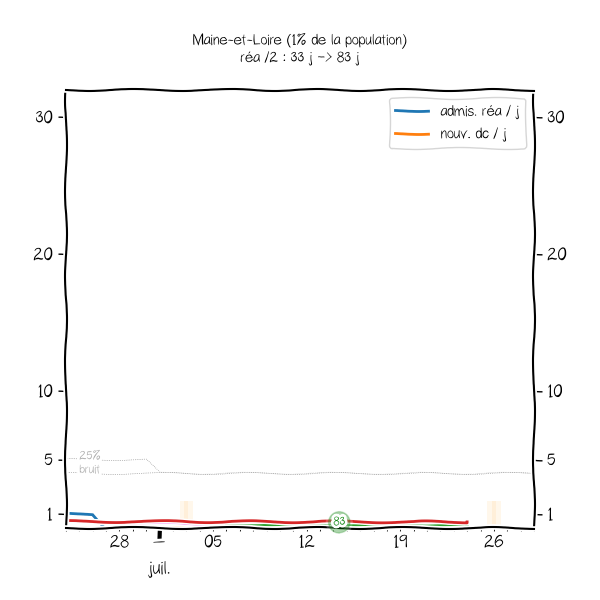 Maine-et-Loire (1% de la population)
réa /2 : 33 j -> 83 j
admis. réa / j
nouv. dc / j
30
30
20
20
10
10
5
5
25%
bruit
1
1
83
28
05
12
19
26
juil.